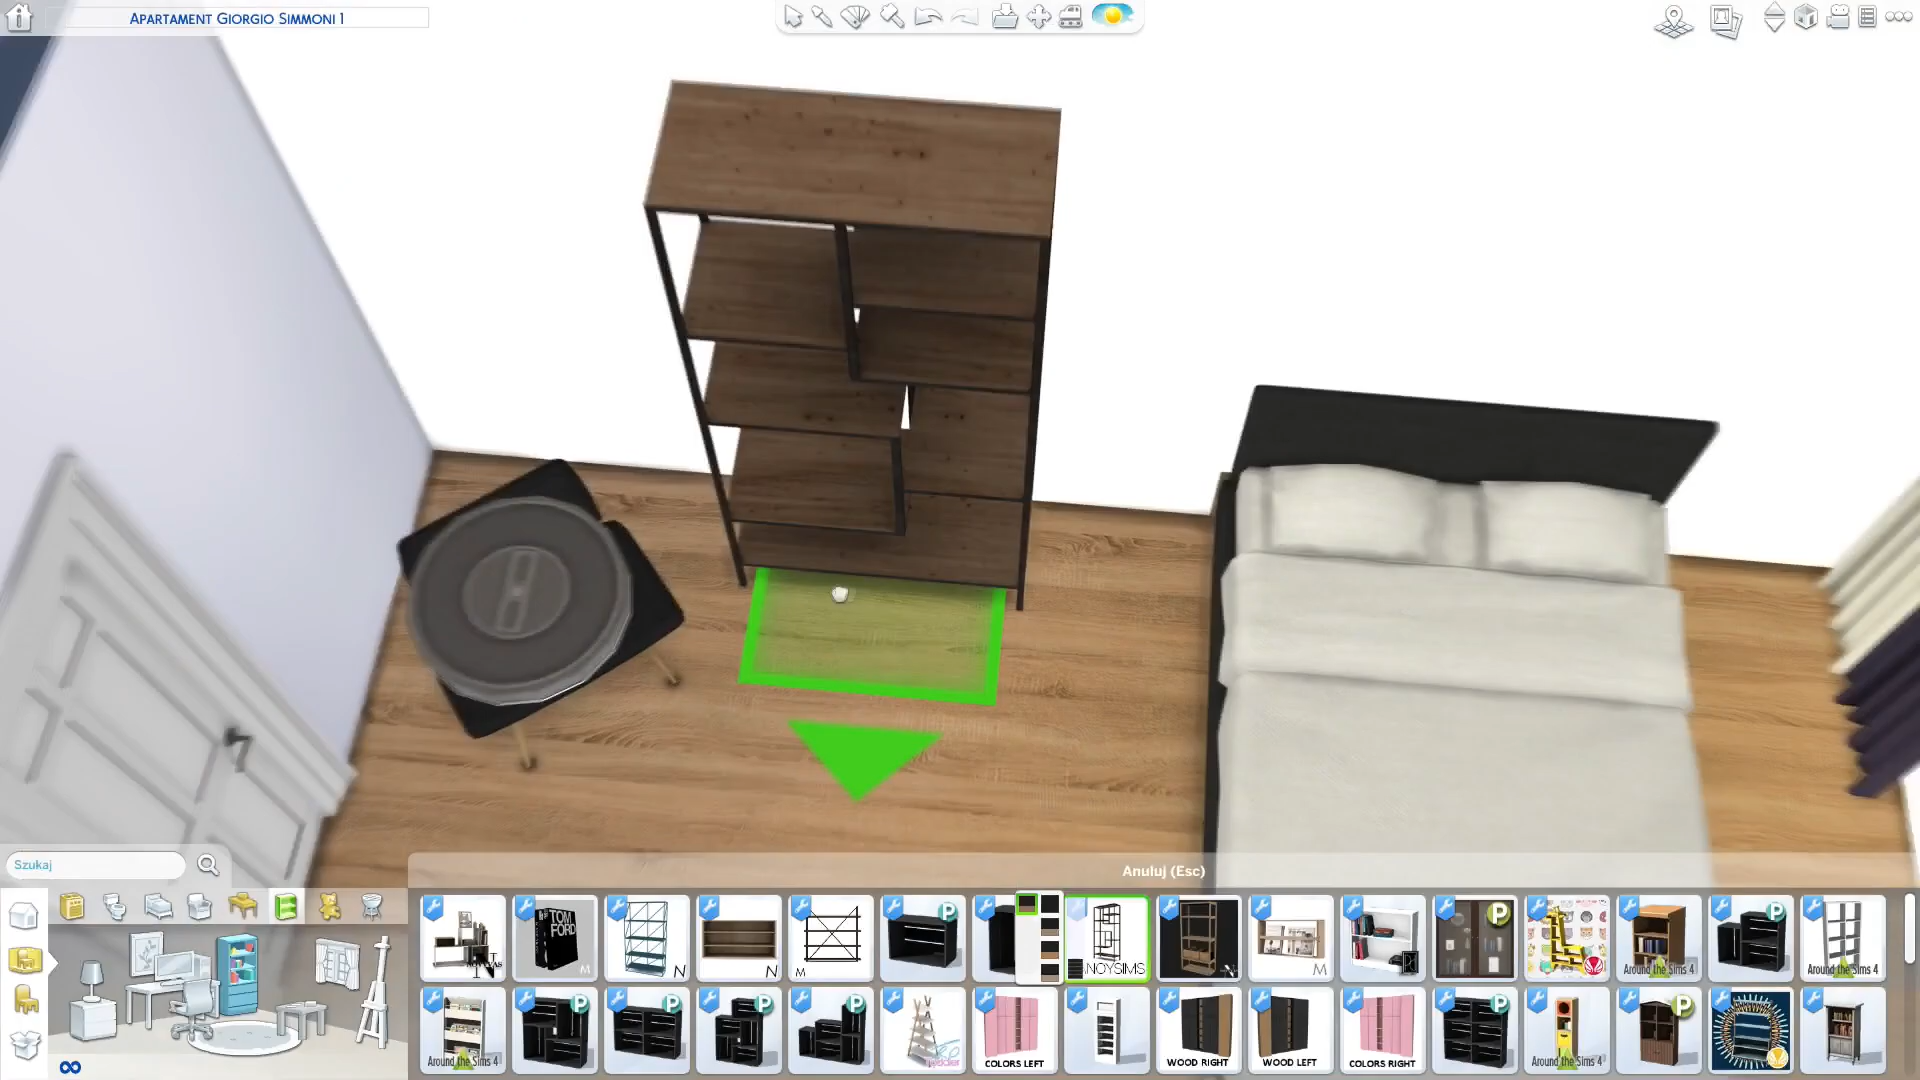 Apartament Giorgio Simmoni 1
Szukaj
Anuluj (Esc)
TOM
FORD
M
N
N
M
P
NOYSIMS
N
M
P
Around the Sims 4
P
Around the Sims 4
Around the Sims 4
P
P
P
P
COLORS LEFT
WOOD RIGHT
WOOD LEFT
COLORS RIGHT
P
Around the Sims 4
P